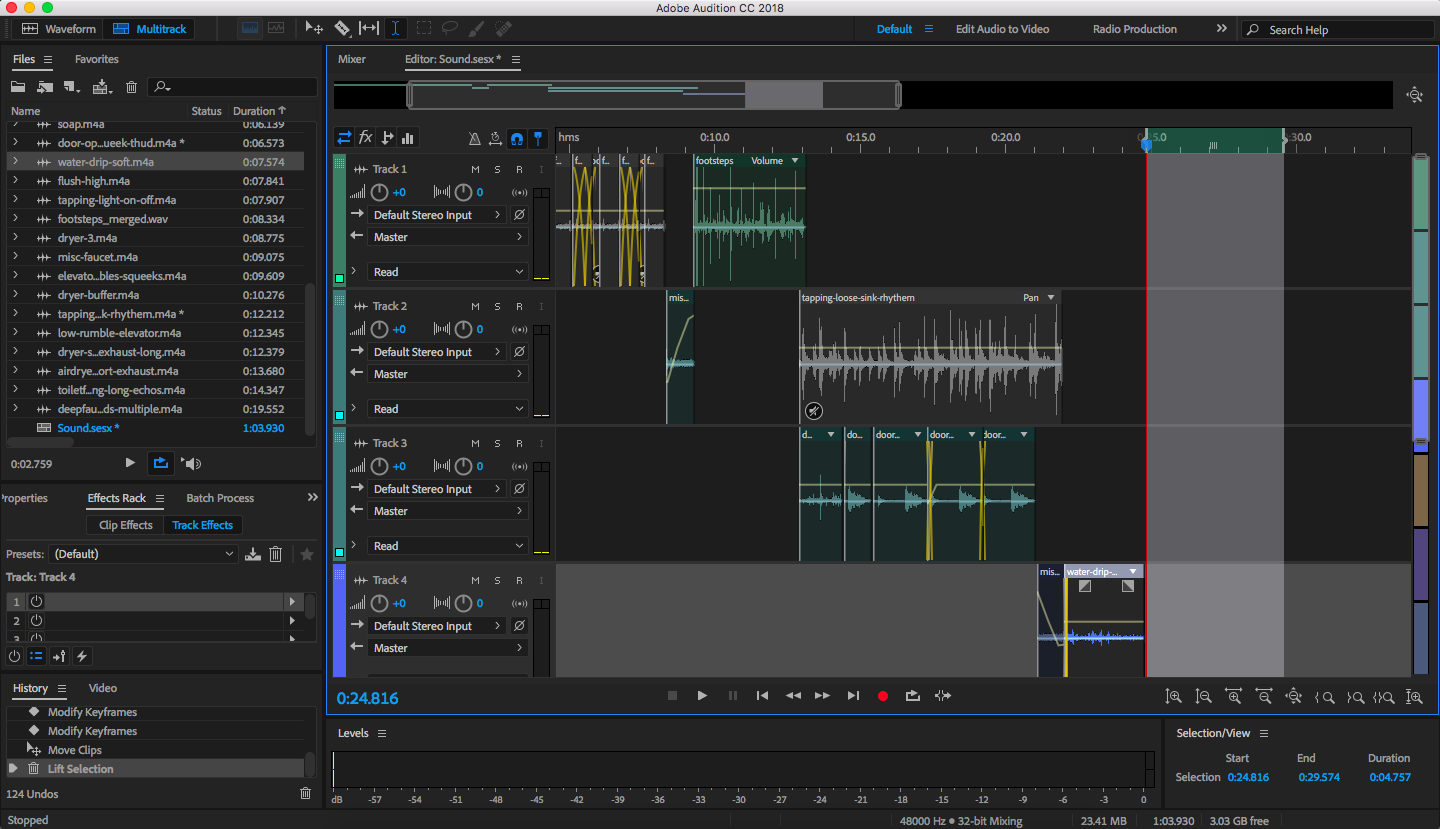 Adobe Audition CC 2018
Waveform Multitrack Default Edit Audio to Video Radio Production Search Help
Files Favorites
Name Status Duration
soap.m4a 0:06.139
door-op...ueek-thud.m4a * 0:06.573
water-drip-soft.m4a 0:07.574
flush-high.m4a 0:07.841
tapping-light-on-off.m4a 0:07.907
footsteps_merged.wav 0:08.334
dryer-3.m4a 0:08.775
misc-faucet.m4a 0:09.075
elevato...bles-squeeks.m4a 0:09.609
dryer-buffer.m4a 0:10.276
tapping...k-rhythem.m4a * 0:12.212
low-rumble-elevator.m4a 0:12.345
dryer-s...exhaust-long.m4a 0:12.379
airdrye...ort-exhaust.m4a 0:13.680
toiletf...ng-long-echos.m4a 0:14.347
deepfau...ds-multiple.m4a 0:19.552
Sound.sesx * 1:03.930
0:02.759
roperties Effects Rack Batch Process
Clip Effects Track Effects
Presets: (Default)
Track: Track 4
1
2
3
History Video
Modify Keyframes
Modify Keyframes
Move Clips
Lift Selection
124 Undos
Stopped
Mixer Editor: Sound.sesx *
fx hms 0:10.0 0:15.0 0:20.0 0:25.0 0:30.0
Track 1 M S R I
+0 0
Default Stereo Input
Master
Read
f... f... f... f... footsteps Volume
Track 2 M S R I
+0 0
Default Stereo Input
Master
Read
mis... tapping-loose-sink-rhythem Pan
Track 3 M S R I
+0 0
Default Stereo Input
Master
Read
d... do... door... door... door...
Track 4 M S R I
+0 0
Default Stereo Input
Master
mis... water-drip-...
0:24.816
Levels
dB -57 -54 -51 -48 -45 -42 -39 -36 -33 -30 -27 -24 -21 -18 -15 -12 -9 -6 -3 0
Selection/View
Start End Duration
Selection 0:24.816 0:29.574 0:04.757
48000 Hz ● 32-bit Mixing 23.41 MB 1:03.930 3.03 GB free